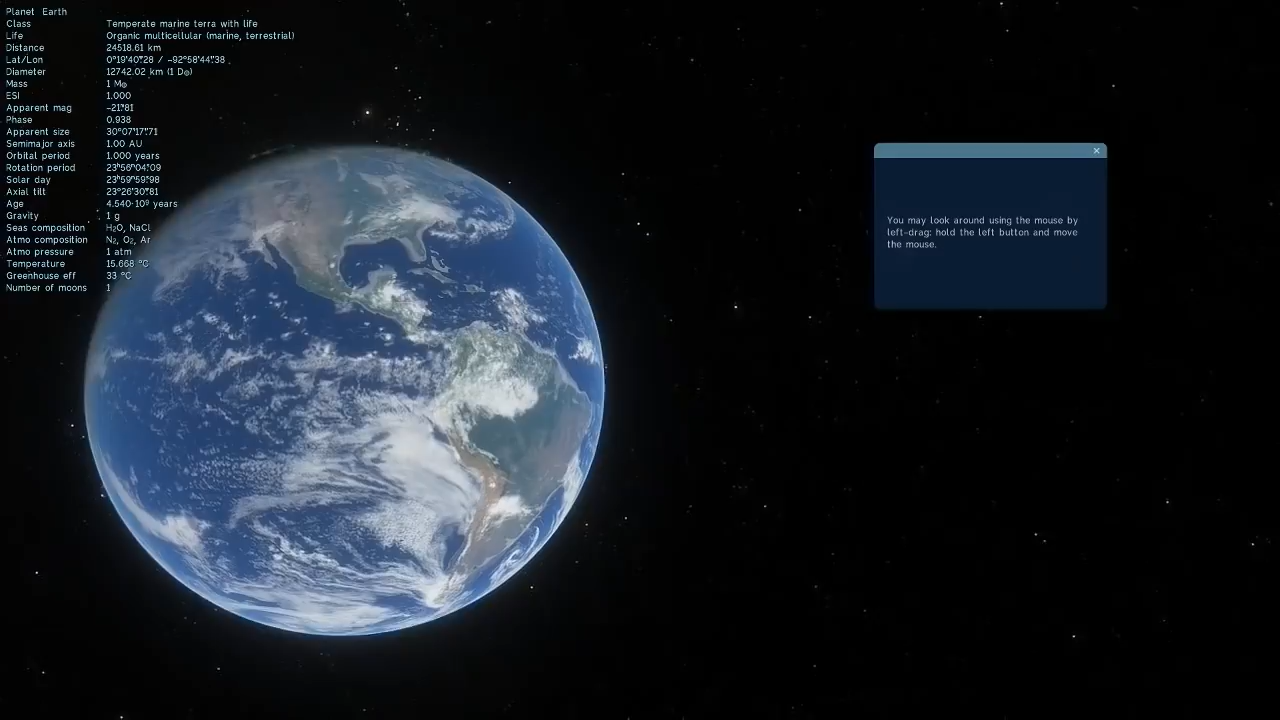 Planet Earth
Class Temperate marine terra with life
Life Organic multicellular (marine, terrestrial)
Distance 24518.61 km
Lat/Lon 0°19'40"28 / -92°58'44"38
Diameter 12742.02 km (1 D⊕)
Mass 1 M⊕
ESI 1.000
Apparent mag -21.m81
Phase 0.938
Apparent size 30°07'17"71
Semimajor axis 1.00 AU
Orbital period 1.000 years
Rotation period 23ʰ56ᵐ04ˢ.09
Solar day 23ʰ59ᵐ59ˢ.98
Axial tilt 23°26'30"81
Age 4.540·10⁹ years
Gravity 1 g
Seas composition H₂O, NaCl
Atmo composition N₂, O₂, Ar
Atmo pressure 1 atm
Temperature 15.668 °C
Greenhouse eff 33 °C
Number of moons 1
You may look around using the mouse by
left-drag: hold the left button and move
the mouse.